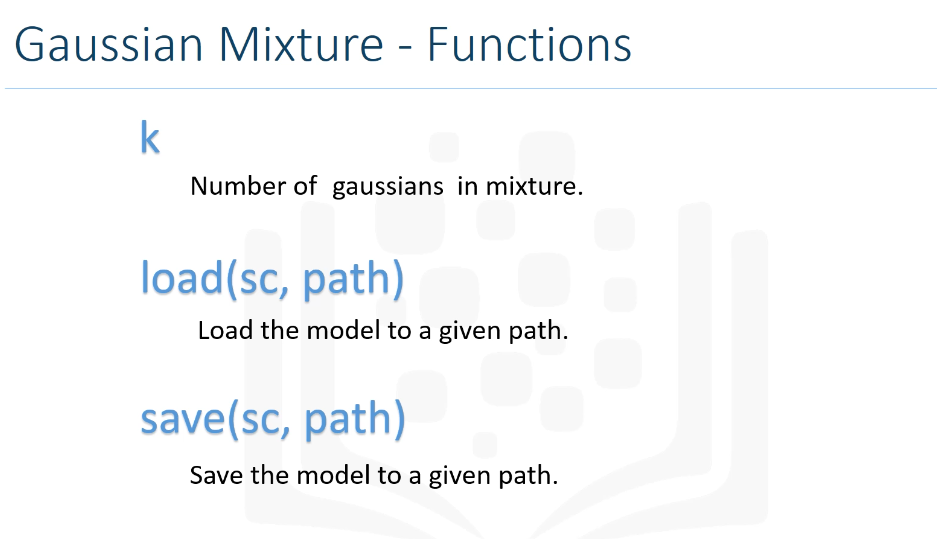 Gaussian Mixture - Functions
k
Number of gaussians in mixture.
load(sc, path)
Load the model to a given path.
save(sc, path)
Save the model to a given path.